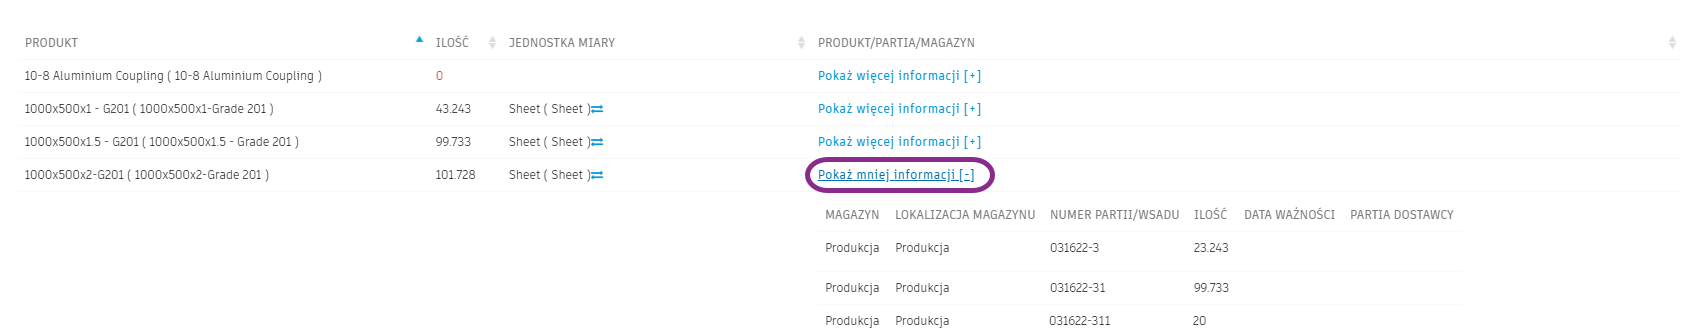 PRODUKT ILOŚĆ JEDNOSTKA MIARY PRODUKT/PARTIA/MAGAZYN
10-8 Aluminium Coupling ( 10-8 Aluminium Coupling ) 0 Pokaż więcej informacji [+]
1000x500x1 - G201 ( 1000x500x1-Grade 201 ) 43.243 Sheet ( Sheet ) Pokaż więcej informacji [+]
1000x500x1.5 - G201 ( 1000x500x1.5 - Grade 201 ) 99.733 Sheet ( Sheet ) Pokaż więcej informacji [+]
1000x500x2-G201 ( 1000x500x2-Grade 201 ) 101.728 Sheet ( Sheet ) Pokaż mniej informacji [-]
MAGAZYN LOKALIZACJA MAGAZYNU NUMER PARTII/WSADU ILOŚĆ DATA WAŻNOŚCI PARTIA DOSTAWCY
Produkcja Produkcja 031622-3 23.243
Produkcja Produkcja 031622-31 99.733
Produkcja Produkcja 031622-311 20